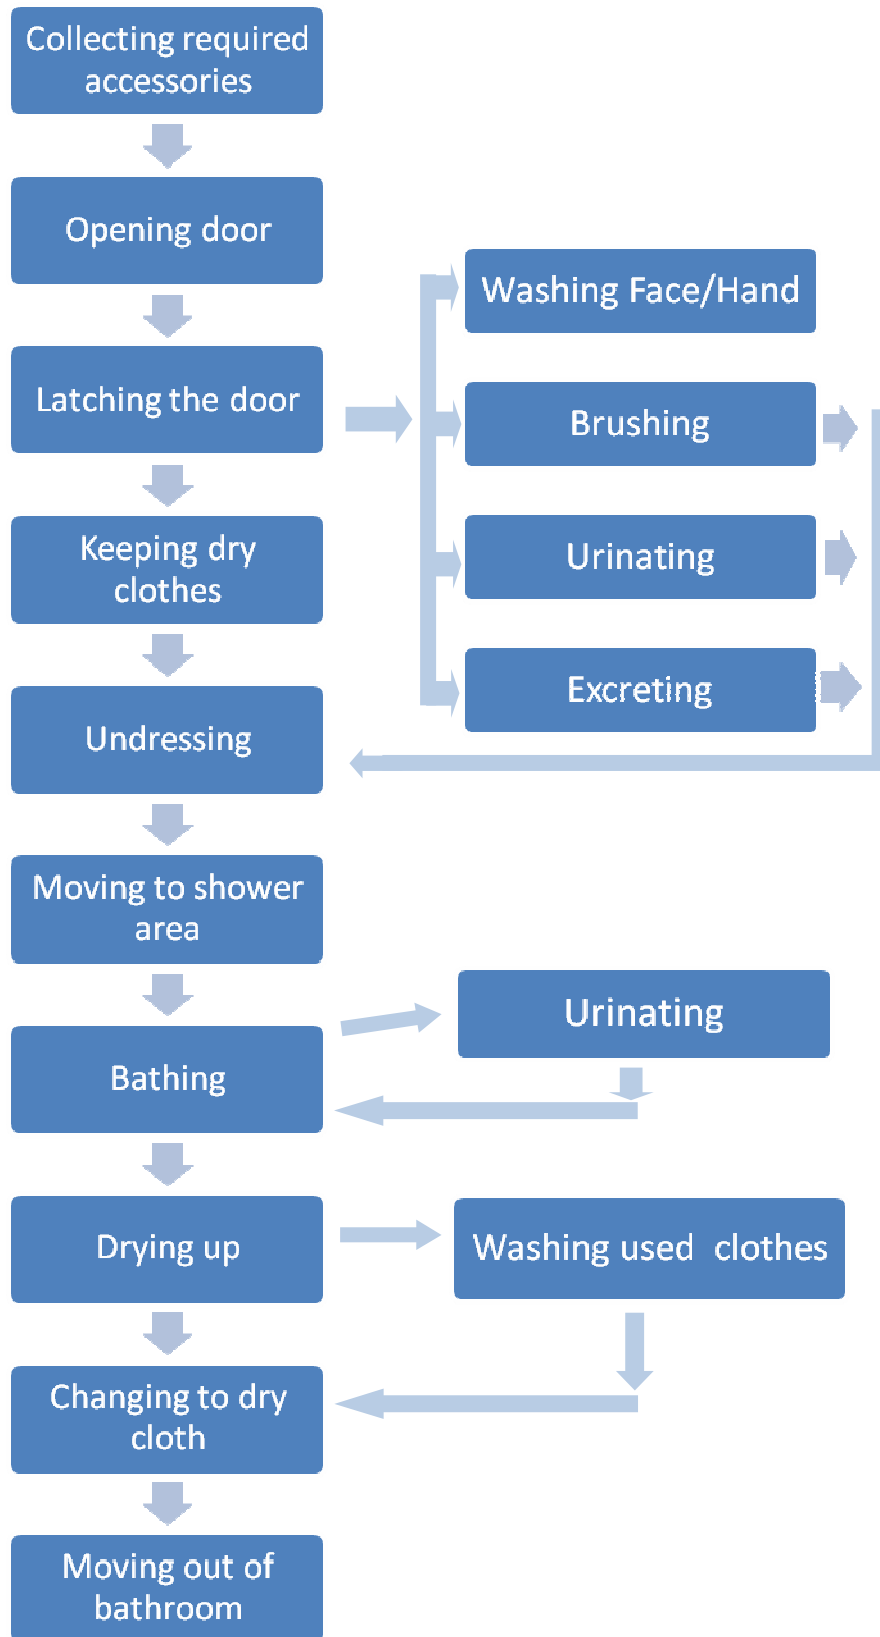 Collecting required
accessories
Opening door
Latching the door
Keeping dry
clothes
Undressing
Moving to shower
area
Bathing
Drying up
Changing to dry
cloth
Moving out of
bathroom
Washing Face/Hand
Brushing
Urinating
Excreting
Urinating
Washing used  clothes